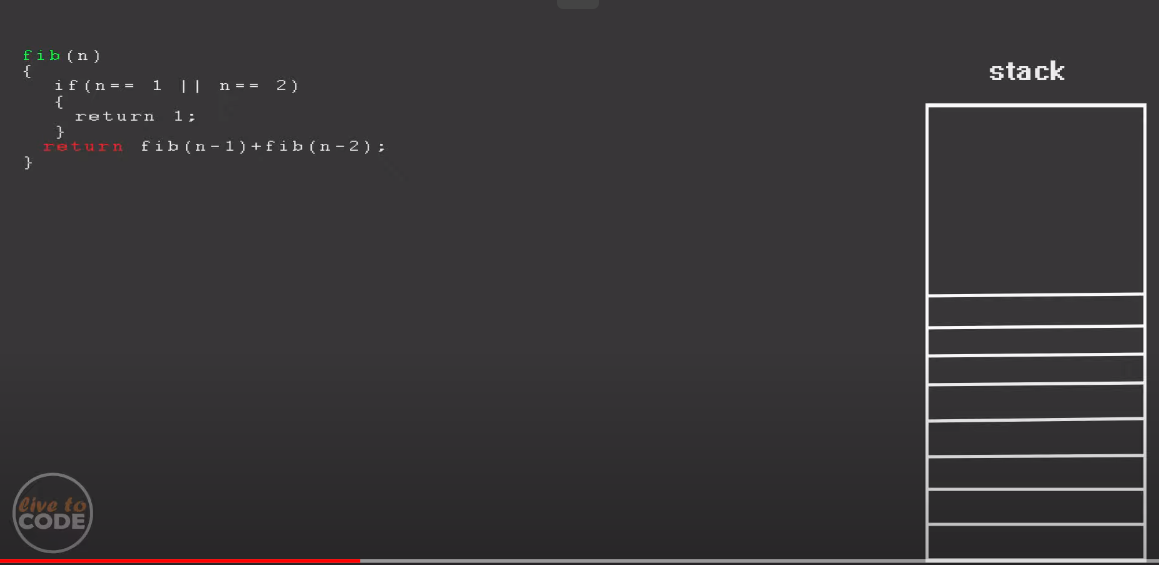 fib(n)
{
if(n== 1 || n== 2)
{
return 1;
}
return fib(n-1)+fib(n-2);
}
stack
live to
CODE